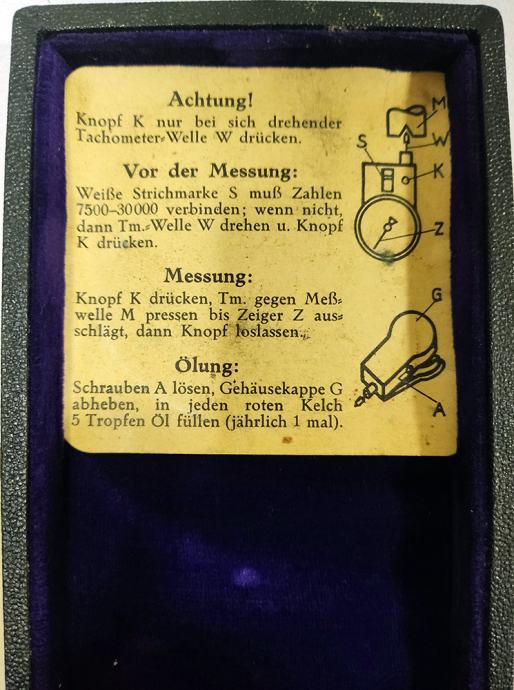 Achtung!
Knopf K nur bei sich drehender
Tachometer-Welle W drücken.
Vor der Messung:
Weiße Strichmarke S muß Zahlen
7500-30000 verbinden; wenn nicht,
dann Tm.-Welle W drehen u. Knopf
K drücken.
Messung:
Knopf K drücken, Tm. gegen Meß-
welle M pressen bis Zeiger Z aus-
schlägt, dann Knopf loslassen.
Ölung:
Schrauben A lösen, Gehäusekappe G
abheben, in jeden roten Kelch
5 Tropfen Öl füllen (jährlich 1 mal).
M
W
S
K
Z
G
A